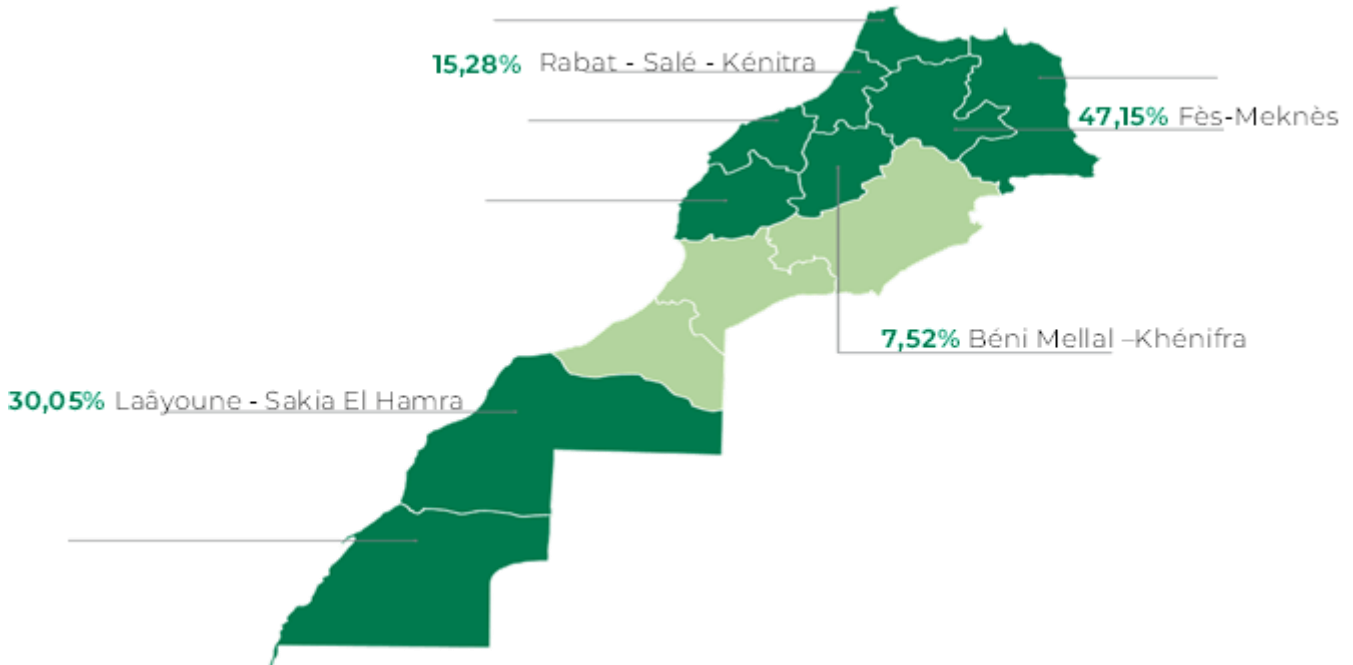 15,28% Rabat - Salé - Kénitra
47,15% Fès-Meknès
7,52% Béni Mellal –Khénifra
30,05% Laâyoune - Sakia El Hamra